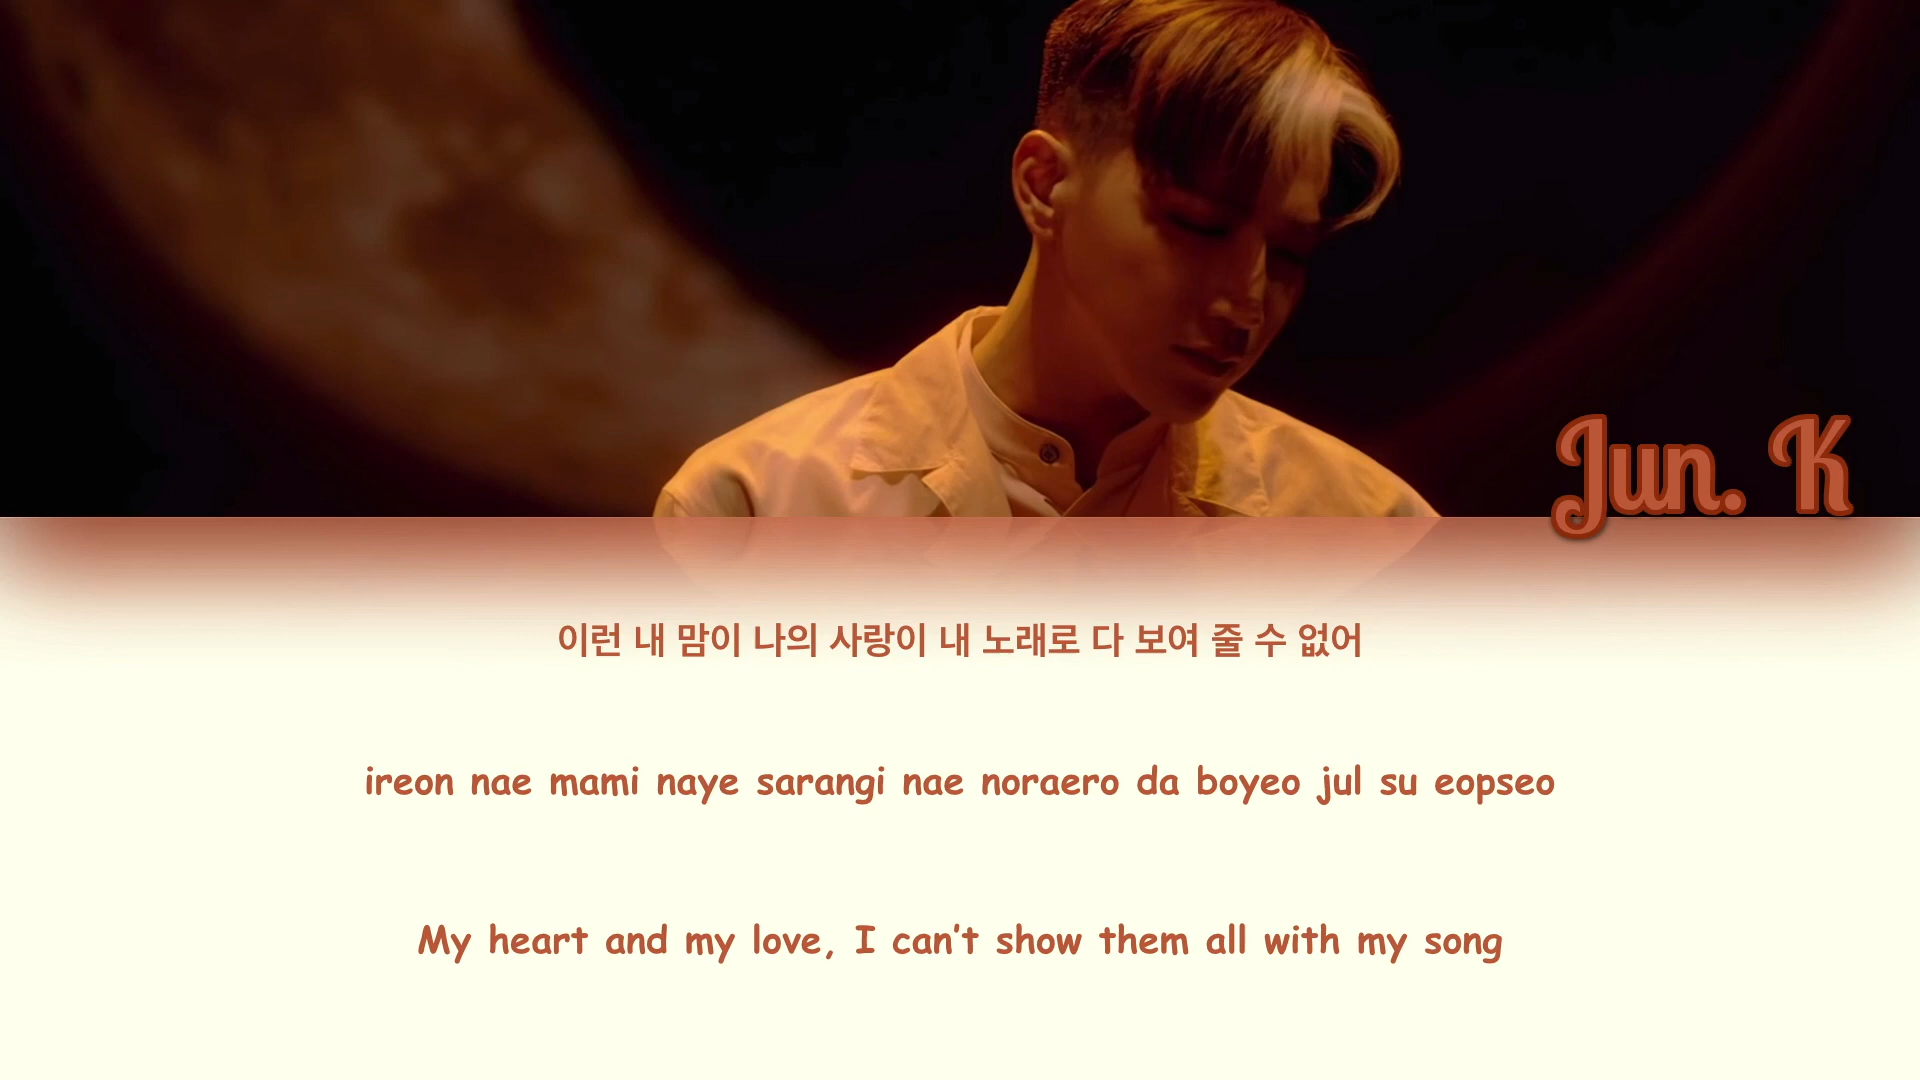 Jun. K
이런 내 맘이 나의 사랑이 내 노래로 다 보여 줄 수 없어
ireon nae mami naye sarangi nae noraero da boyeo jul su eopseo
My heart and my love, I can't show them all with my song